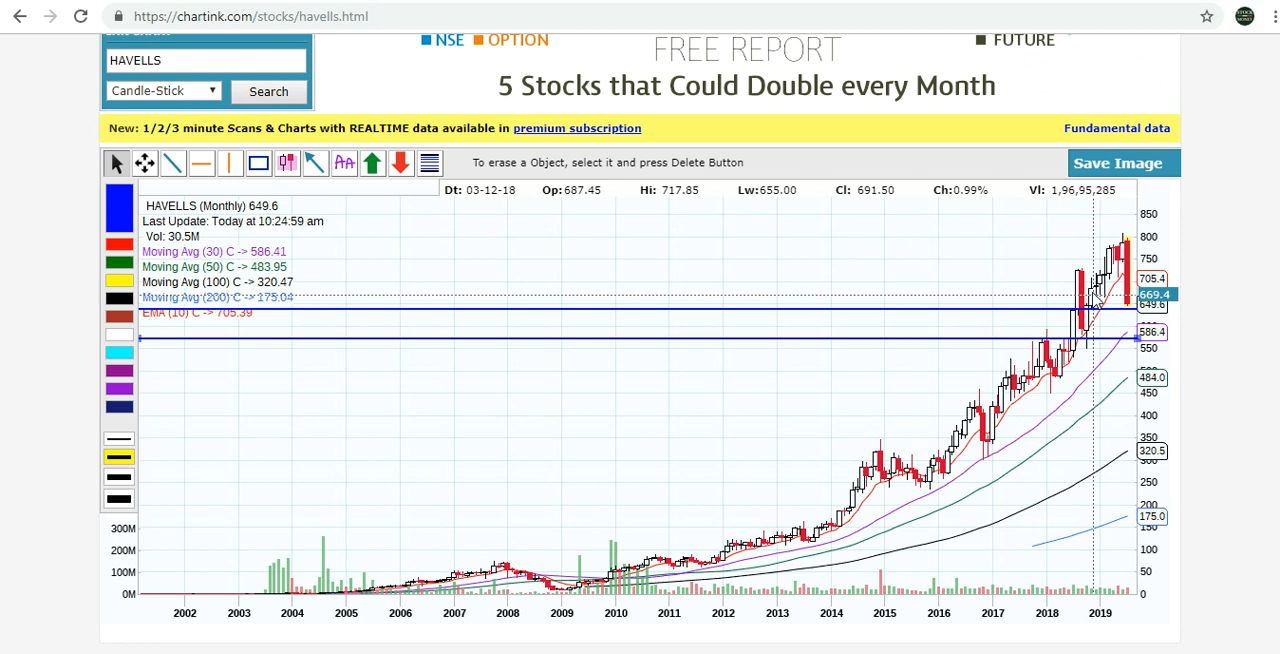 https://chartink.com/stocks/havells.html
HAVELLS
Candle-Stick ▼ Search
NSE OPTION FREE REPORT FUTURE
5 Stocks that Could Double every Month
New: 1/2/3 minute Scans & Charts with REALTIME data available in premium subscription Fundamental data
To erase a Object, select it and press Delete Button Save Image
Dt: 03-12-18 Op:687.45 Hi: 717.85 Lw:655.00 Cl: 691.50 Ch:0.99% Vl: 1,96,95,285
HAVELLS (Monthly) 649.6
Last Update: Today at 10:24:59 am
Vol: 30.5M
Moving Avg (30) C -> 586.41
Moving Avg (50) C -> 483.95
Moving Avg (100) C -> 320.47
Moving Avg (200) C -> 175.04
EMA (10) C -> 705.39
850
800
750
705.4
669.4
649.6
586.4
550
484.0
450
400
350
320.5
300
250
200
175.0
150
100
50
0
300M
200M
100M
0M
2002 2003 2004 2005 2006 2007 2008 2009 2010 2011 2012 2013 2014 2015 2016 2017 2018 2019